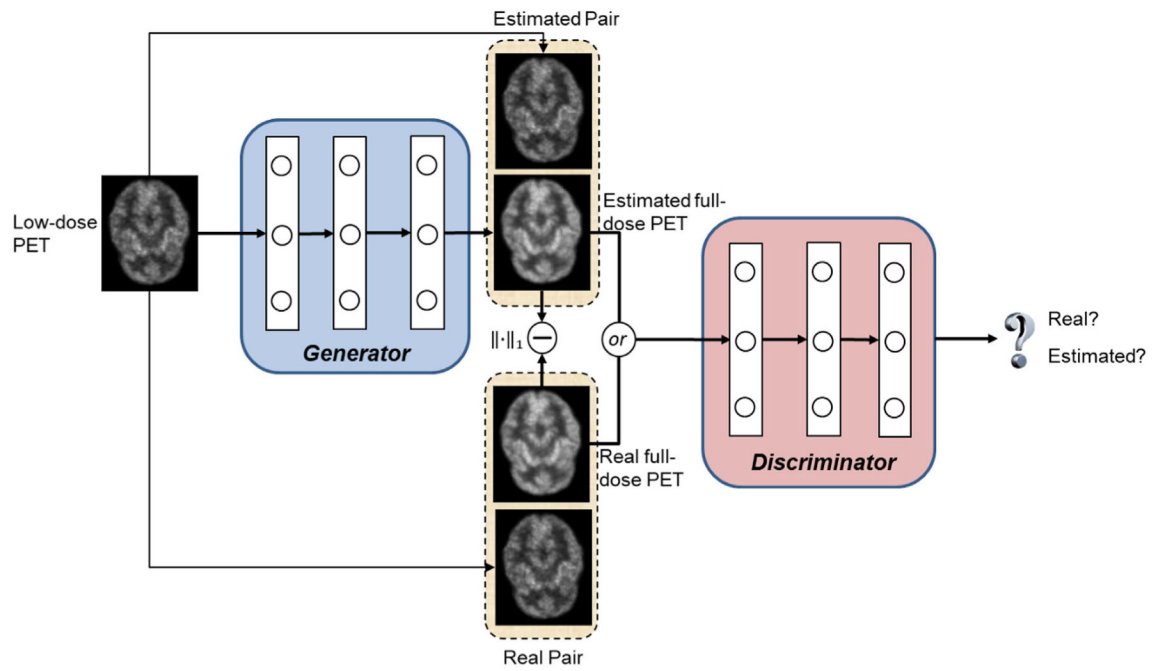 Estimated Pair
Low-dose
PET
Generator
Estimated full-
dose PET
‖·‖₁
or
Real full-
dose PET
Real Pair
Discriminator
?
Real?
Estimated?